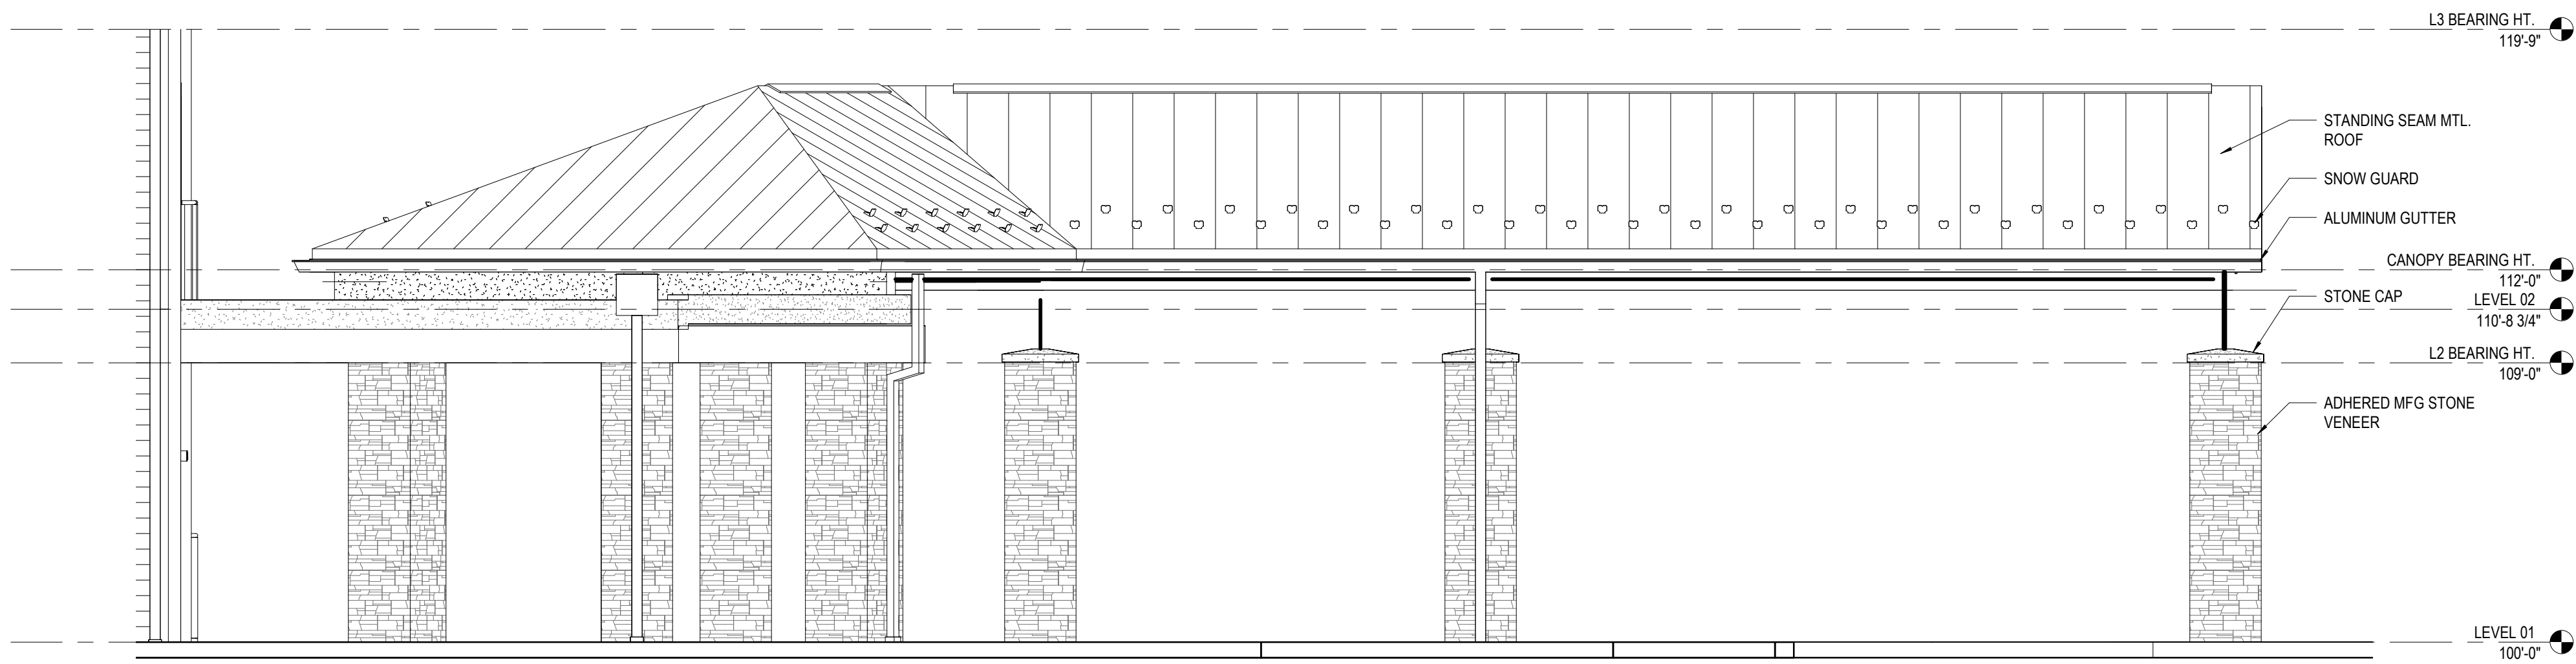 L3 BEARING HT.
119'-9"
STANDING SEAM MTL.
ROOF
SNOW GUARD
ALUMINUM GUTTER
CANOPY BEARING HT.
112'-0"
STONE CAP
LEVEL 02
110'-8 3/4"
L2 BEARING HT.
109'-0"
ADHERED MFG STONE
VENEER
LEVEL 01
100'-0"